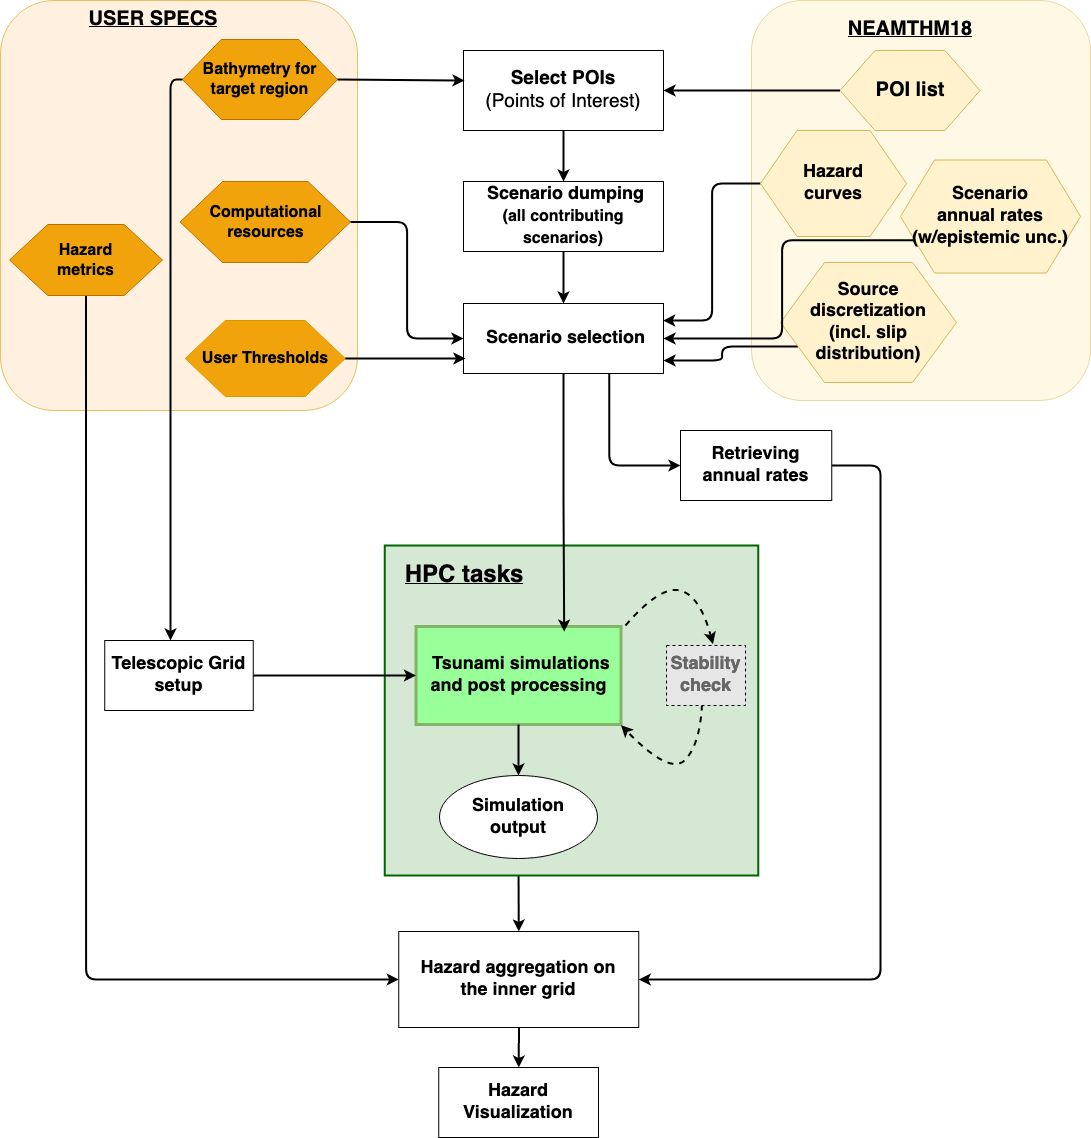 USER SPECS
NEAMTHM18
Bathymetry for
target region
Select POIs
(Points of Interest)
POI list
Hazard
curves
Scenario
annual rates
(w/epistemic unc.)
Scenario dumping
(all contributing
scenarios)
Computational
resources
Hazard
metrics
Source
discretization
(incl. slip
distribution)
Scenario selection
User Thresholds
Retrieving
annual rates
HPC tasks
Telescopic Grid
setup
Tsunami simulations
and post processing
Stability
check
Simulation
output
Hazard aggregation on
the inner grid
Hazard
Visualization